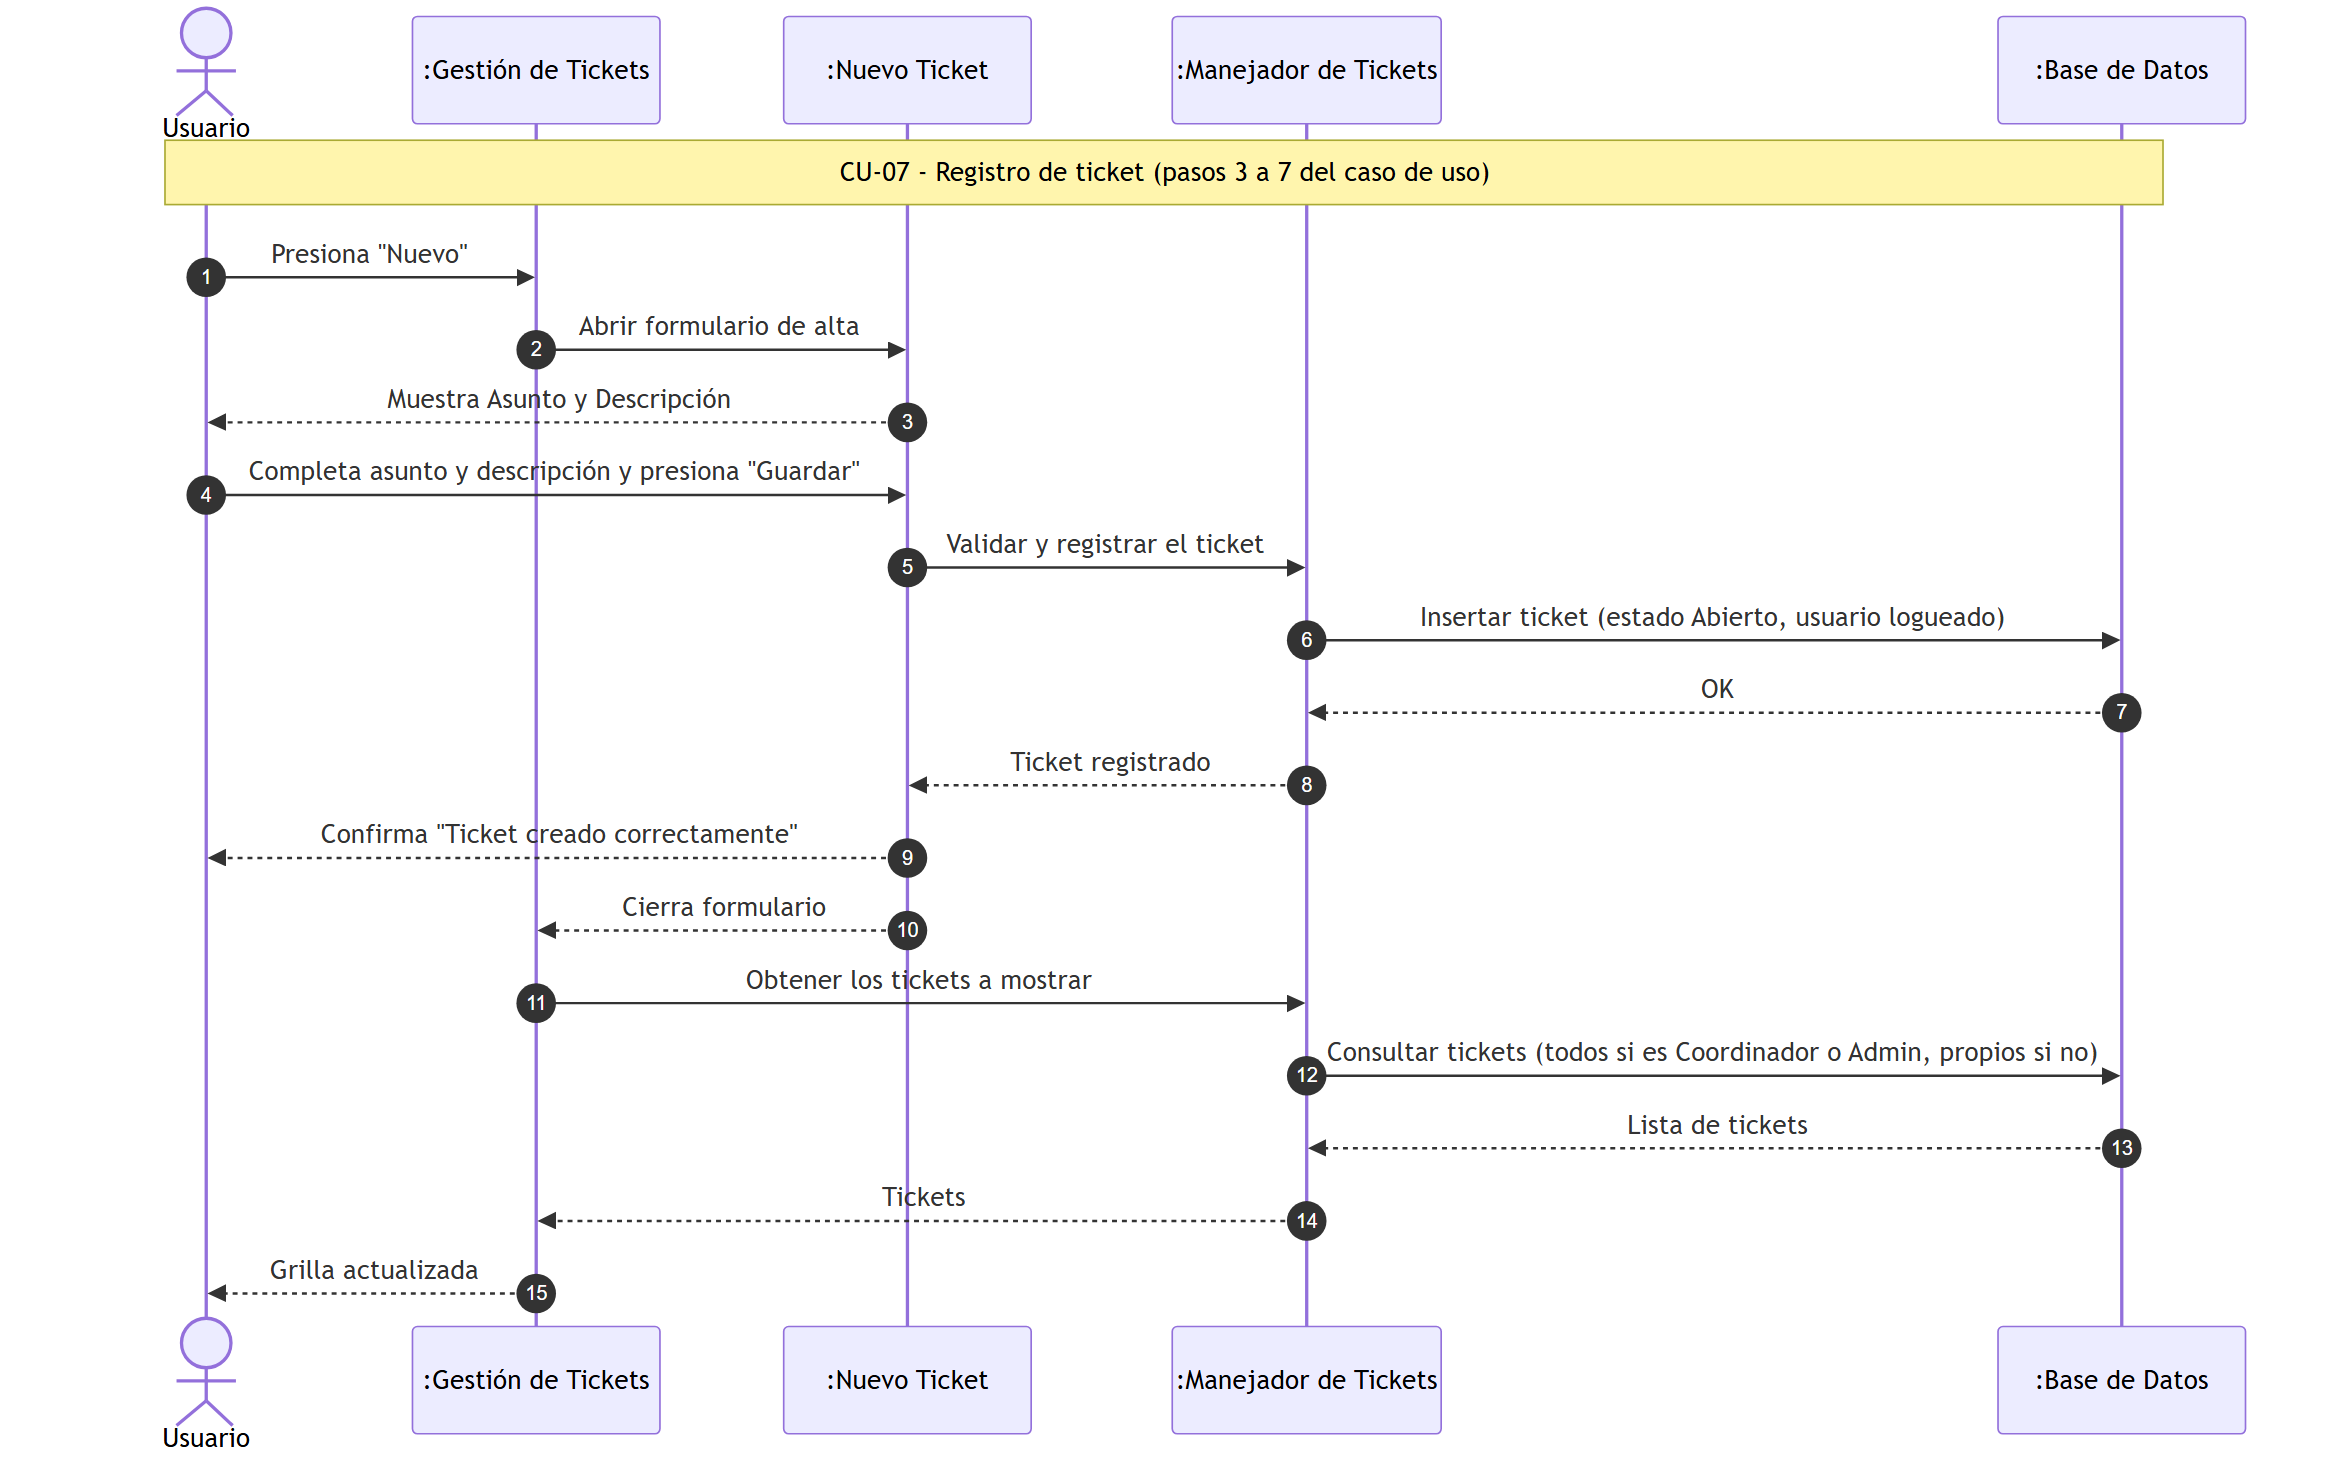 :Gestión de Tickets
:Nuevo Ticket
:Manejador de Tickets
:Base de Datos
Usuario
CU-07 - Registro de ticket (pasos 3 a 7 del caso de uso)
Presiona "Nuevo"
1
Abrir formulario de alta
2
Muestra Asunto y Descripción
3
Completa asunto y descripción y presiona "Guardar"
4
Validar y registrar el ticket
5
Insertar ticket (estado Abierto, usuario logueado)
6
OK
7
Ticket registrado
8
Confirma "Ticket creado correctamente"
9
Cierra formulario
10
Obtener los tickets a mostrar
11
Consultar tickets (todos si es Coordinador o Admin, propios si no)
12
Lista de tickets
13
Tickets
14
Grilla actualizada
15
:Gestión de Tickets
:Nuevo Ticket
:Manejador de Tickets
:Base de Datos
Usuario